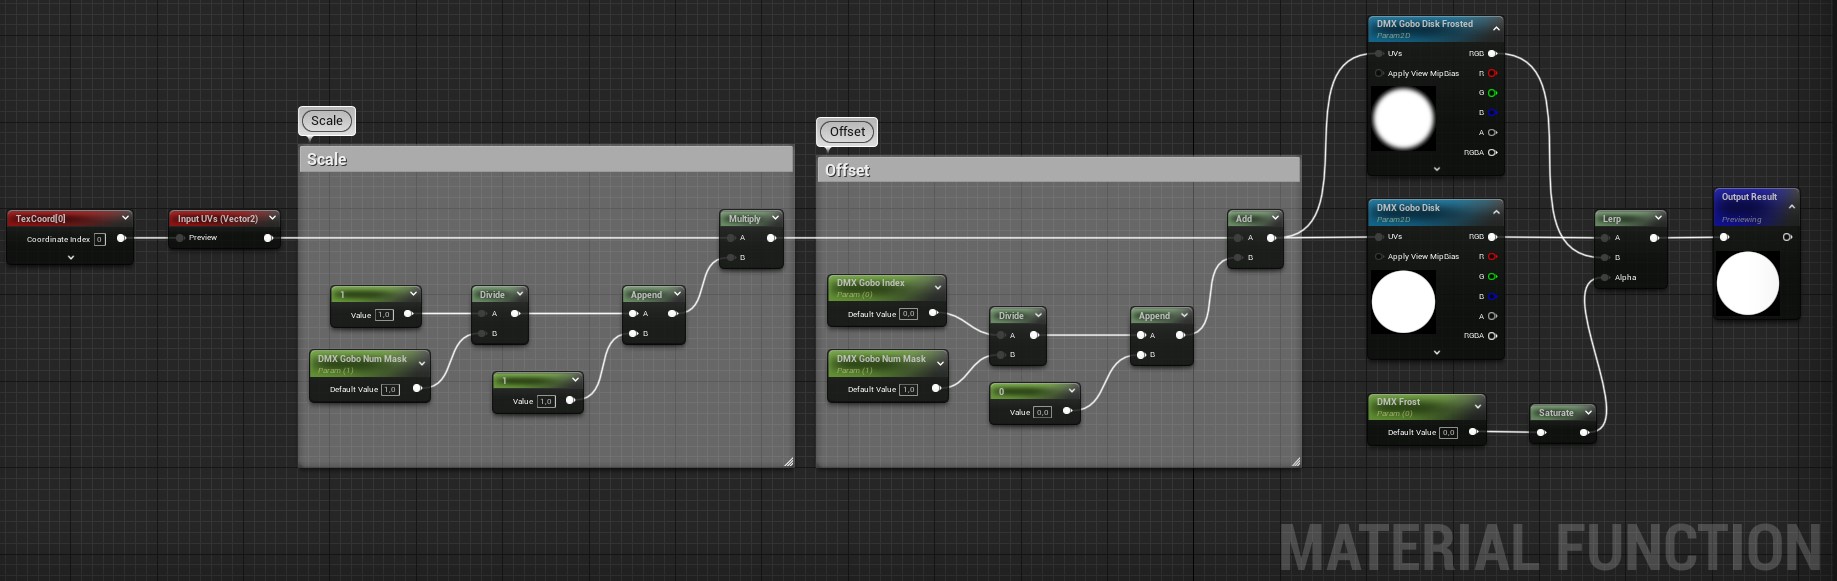 TexCoord[0]
Coordinate Index 0
Input UVs (Vector2)
Preview
Scale
Scale
1
Value 1,0
DMX Gobo Num Mask
Param (1)
Default Value 1,0
Divide
A
B
1
Value 1,0
Append
A
B
Multiply
A
B
Offset
Offset
DMX Gobo Index
Param (0)
Default Value 0,0
DMX Gobo Num Mask
Param (1)
Default Value 1,0
Divide
A
B
0
Value 0,0
Append
A
B
Add
A
B
DMX Gobo Disk Frosted
Param2D
UVs RGB
Apply View MipBias R
G
B
A
RGBA
DMX Gobo Disk
Param2D
UVs RGB
Apply View MipBias R
G
B
A
RGBA
DMX Frost
Param (0)
Default Value 0,0
Saturate
Lerp
A
B
Alpha
Output Result
Previewing
MATERIAL FUNCTION